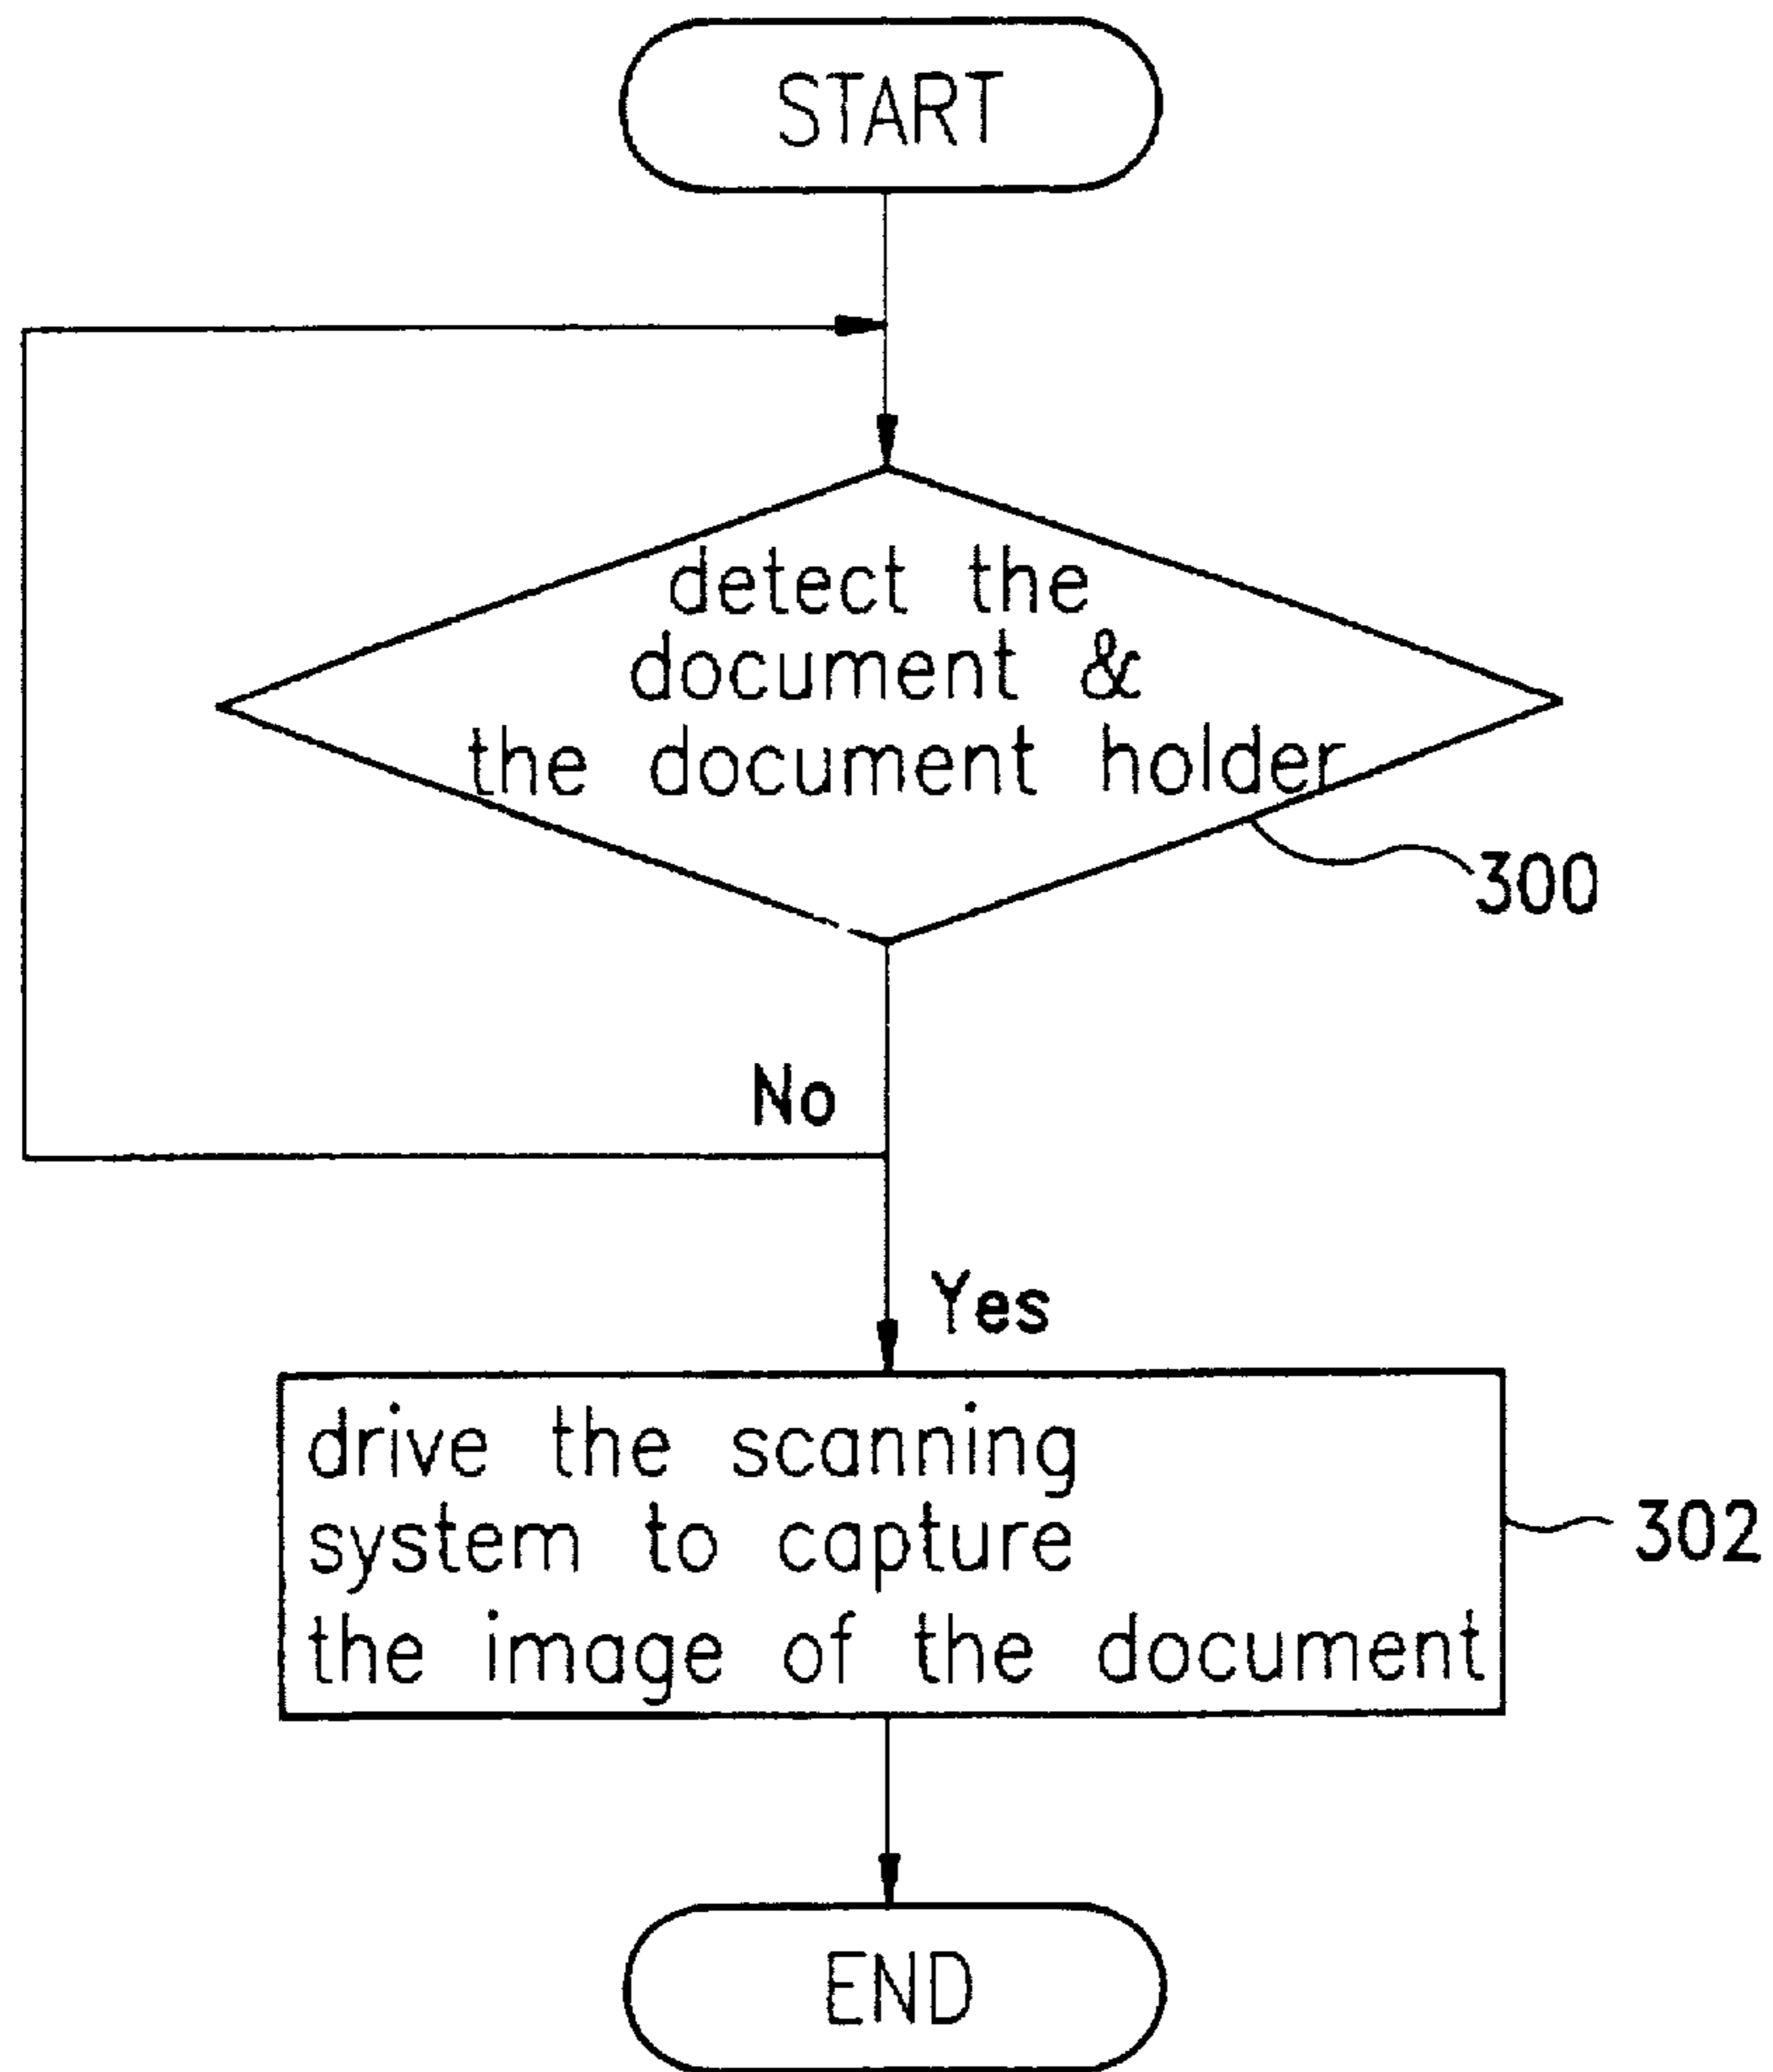 START
detect the
document &
the document holder
300
No
Yes
drive the scanning
system to capture
the image of the document
302
END